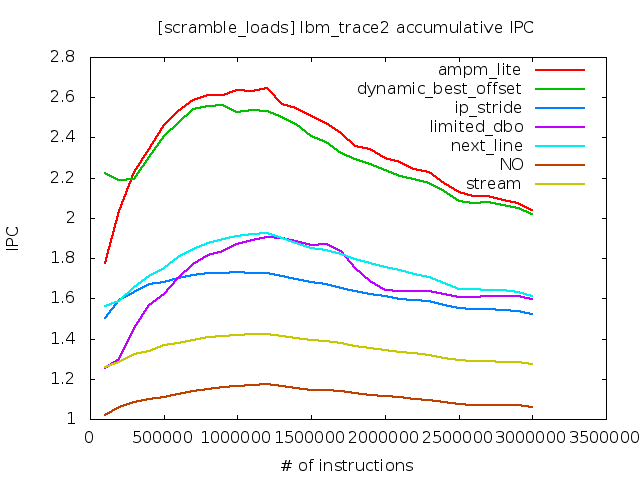 [scramble_loads] lbm_trace2 accumulative IPC
2.8
2.6
2.4
2.2
2
1.8
1.6
1.4
1.2
1
IPC
ampm_lite
dynamic_best_offset
ip_stride
limited_dbo
next_line
NO
stream
0 500000 1000000 1500000 2000000 2500000 3000000 3500000
# of instructions